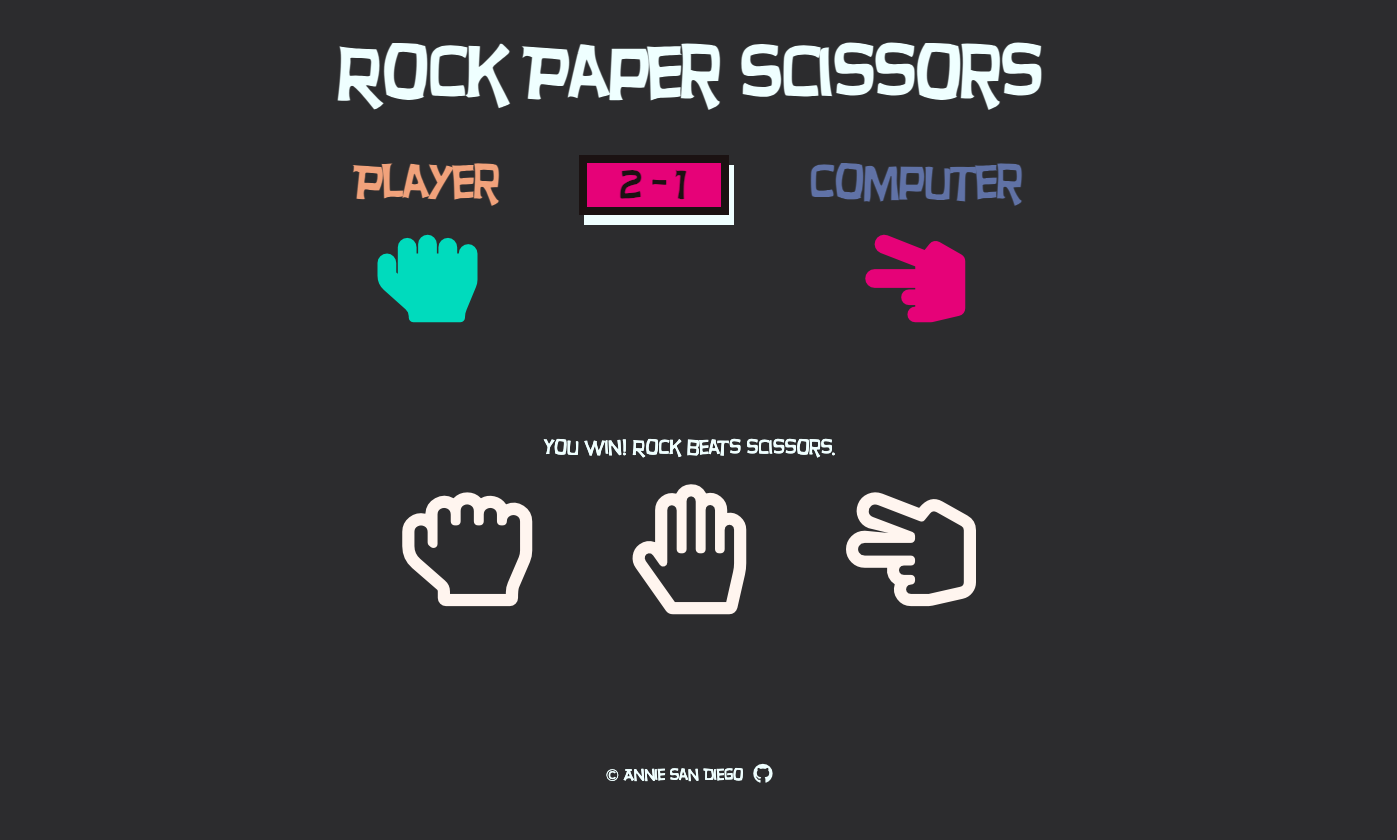 ROCK PAPER SCISSORS
PLAYER
2 - 1
COMPUTER
YOU WIN! ROCK BEATS SCISSORS.
© ANNIE SAN DIEGO